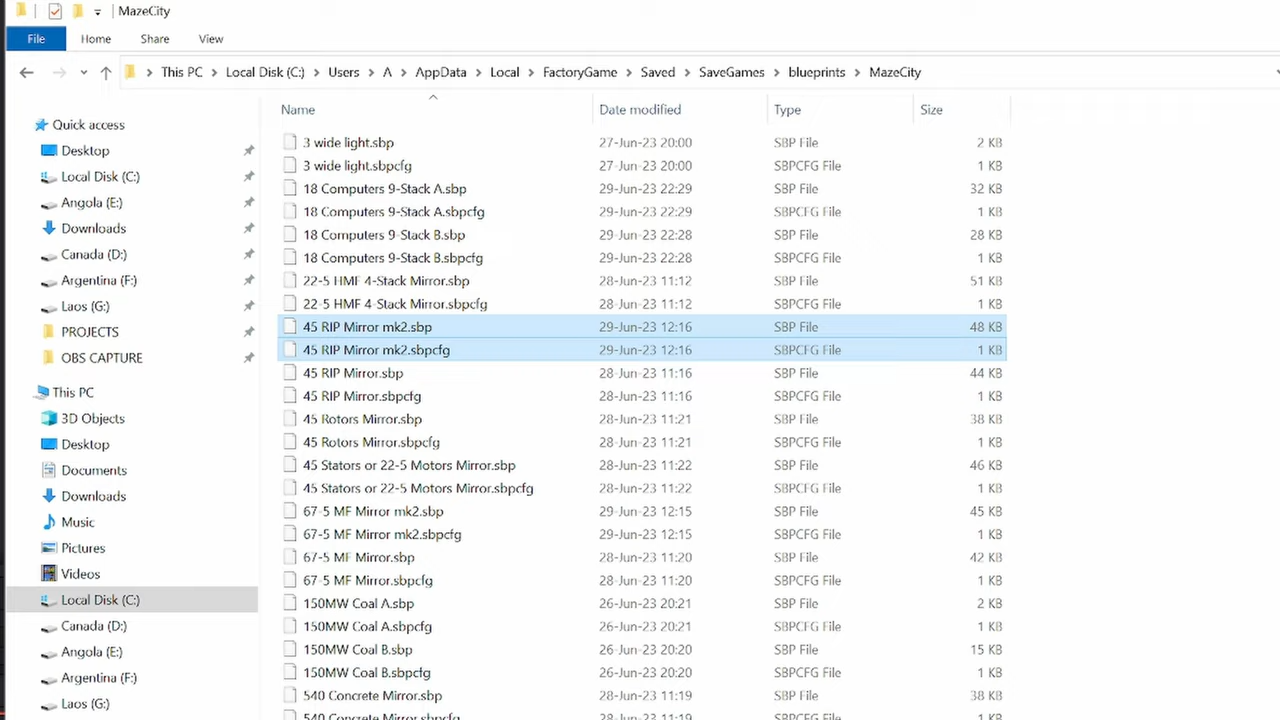 MazeCity
File Home Share View
This PC Local Disk (C:) Users A AppData Local FactoryGame Saved SaveGames blueprints MazeCity
Name Date modified Type Size
Quick access
Desktop
Local Disk (C:)
Angola (E:)
Downloads
Canada (D:)
Argentina (F:)
Laos (G:)
PROJECTS
OBS CAPTURE
This PC
3D Objects
Desktop
Documents
Downloads
Music
Pictures
Videos
Local Disk (C:)
Canada (D:)
Angola (E:)
Argentina (F:)
Laos (G:)
3 wide light.sbp 27-Jun-23 20:00 SBP File 2 KB
3 wide light.sbpcfg 27-Jun-23 20:00 SBPCFG File 1 KB
18 Computers 9-Stack A.sbp 29-Jun-23 22:29 SBP File 32 KB
18 Computers 9-Stack A.sbpcfg 29-Jun-23 22:29 SBPCFG File 1 KB
18 Computers 9-Stack B.sbp 29-Jun-23 22:28 SBP File 28 KB
18 Computers 9-Stack B.sbpcfg 29-Jun-23 22:28 SBPCFG File 1 KB
22-5 HMF 4-Stack Mirror.sbp 28-Jun-23 11:12 SBP File 51 KB
22-5 HMF 4-Stack Mirror.sbpcfg 28-Jun-23 11:12 SBPCFG File 1 KB
45 RIP Mirror mk2.sbp 29-Jun-23 12:16 SBP File 48 KB
45 RIP Mirror mk2.sbpcfg 29-Jun-23 12:16 SBPCFG File 1 KB
45 RIP Mirror.sbp 28-Jun-23 11:16 SBP File 44 KB
45 RIP Mirror.sbpcfg 28-Jun-23 11:16 SBPCFG File 1 KB
45 Rotors Mirror.sbp 28-Jun-23 11:21 SBP File 38 KB
45 Rotors Mirror.sbpcfg 28-Jun-23 11:21 SBPCFG File 1 KB
45 Stators or 22-5 Motors Mirror.sbp 28-Jun-23 11:22 SBP File 46 KB
45 Stators or 22-5 Motors Mirror.sbpcfg 28-Jun-23 11:22 SBPCFG File 1 KB
67-5 MF Mirror mk2.sbp 29-Jun-23 12:15 SBP File 45 KB
67-5 MF Mirror mk2.sbpcfg 29-Jun-23 12:15 SBPCFG File 1 KB
67-5 MF Mirror.sbp 28-Jun-23 11:20 SBP File 42 KB
67-5 MF Mirror.sbpcfg 28-Jun-23 11:20 SBPCFG File 1 KB
150MW Coal A.sbp 26-Jun-23 20:21 SBP File 2 KB
150MW Coal A.sbpcfg 26-Jun-23 20:21 SBPCFG File 1 KB
150MW Coal B.sbp 26-Jun-23 20:20 SBP File 15 KB
150MW Coal B.sbpcfg 26-Jun-23 20:20 SBPCFG File 1 KB
540 Concrete Mirror.sbp 28-Jun-23 11:19 SBP File 38 KB
540 Concrete Mirror.sbpcfg 28-Jun-23 11:19 SBPCFG File 1 KB